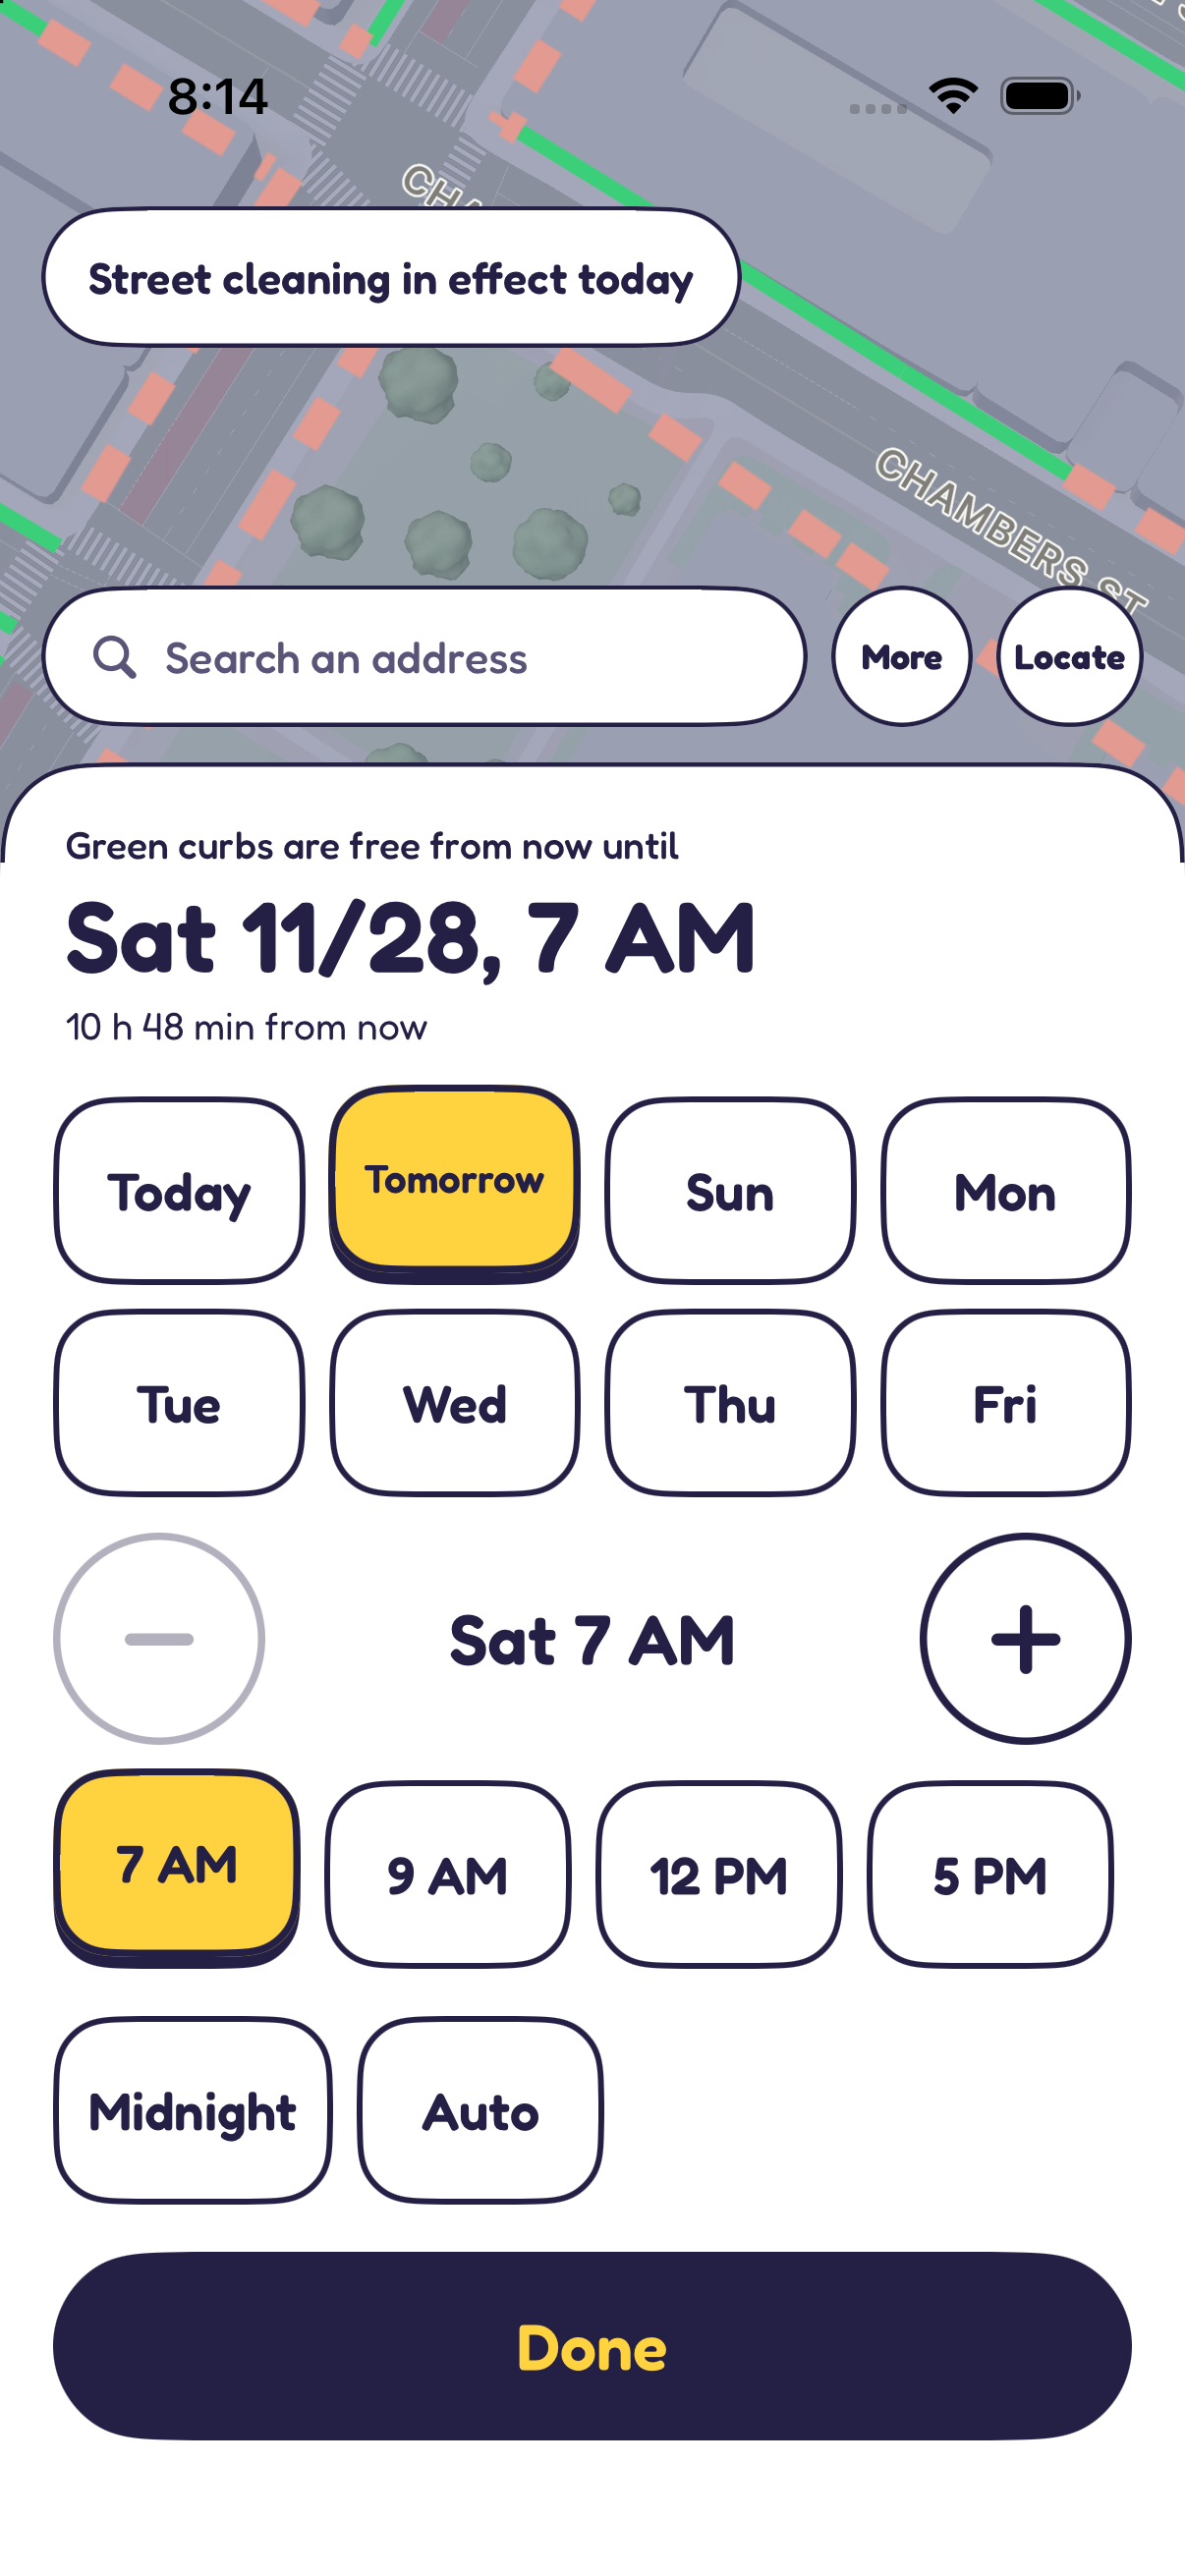 8:14
CHA
Street cleaning in effect today
CHAMBERS ST
Search an address
More
Locate
Green curbs are free from now until
Sat 11/28, 7 AM
10 h 48 min from now
Today
Tomorrow
Sun
Mon
Tue
Wed
Thu
Fri
Sat 7 AM
7 AM
9 AM
12 PM
5 PM
Midnight
Auto
Done